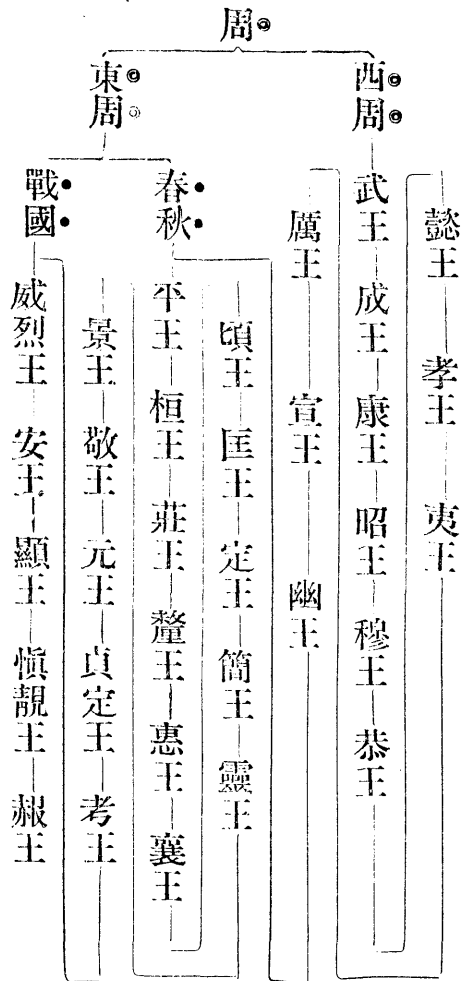 周
西周
武王 成王 康王 昭王 穆王 恭王
懿王 孝王 夷王
厲王 宣王 幽王
東周
春秋
平王 桓王 莊王 釐王 惠王 襄王
頃王 匡王 定王 簡王 靈王
景王 敬王 元王 貞定王 考王
戰國
威烈王 安王 顯王 愼靚王 赧王